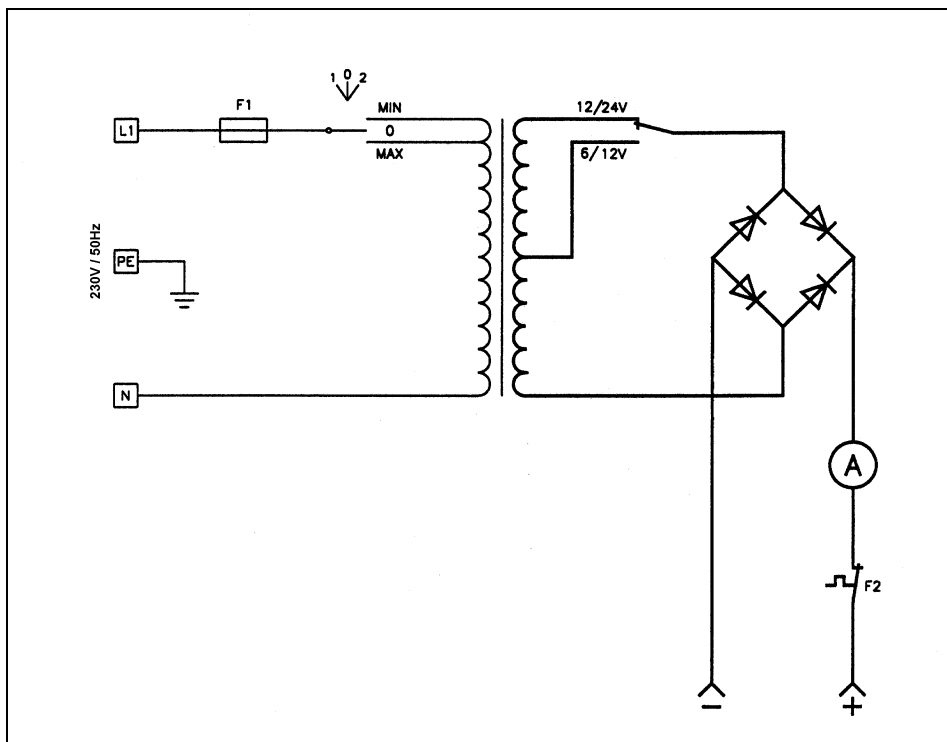 1 0 2
F1
MIN
12/24V
L1
0
MAX
6/12V
230V / 50Hz
PE
N
A
F2
− +